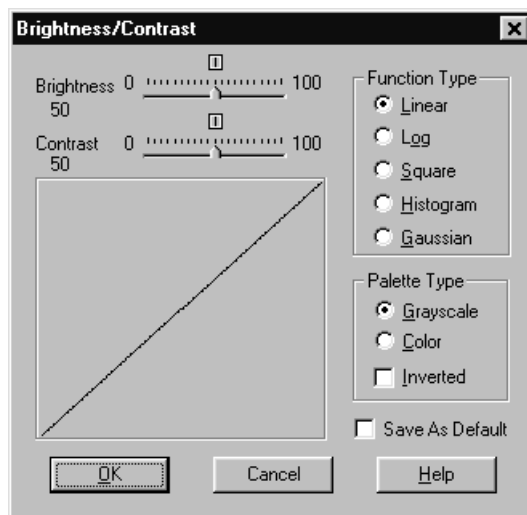 Brightness/Contrast
Brightness 0 100
50
Contrast 0 100
50
Function Type
Linear
Log
Square
Histogram
Gaussian
Palette Type
Grayscale
Color
Inverted
Save As Default
OK Cancel Help